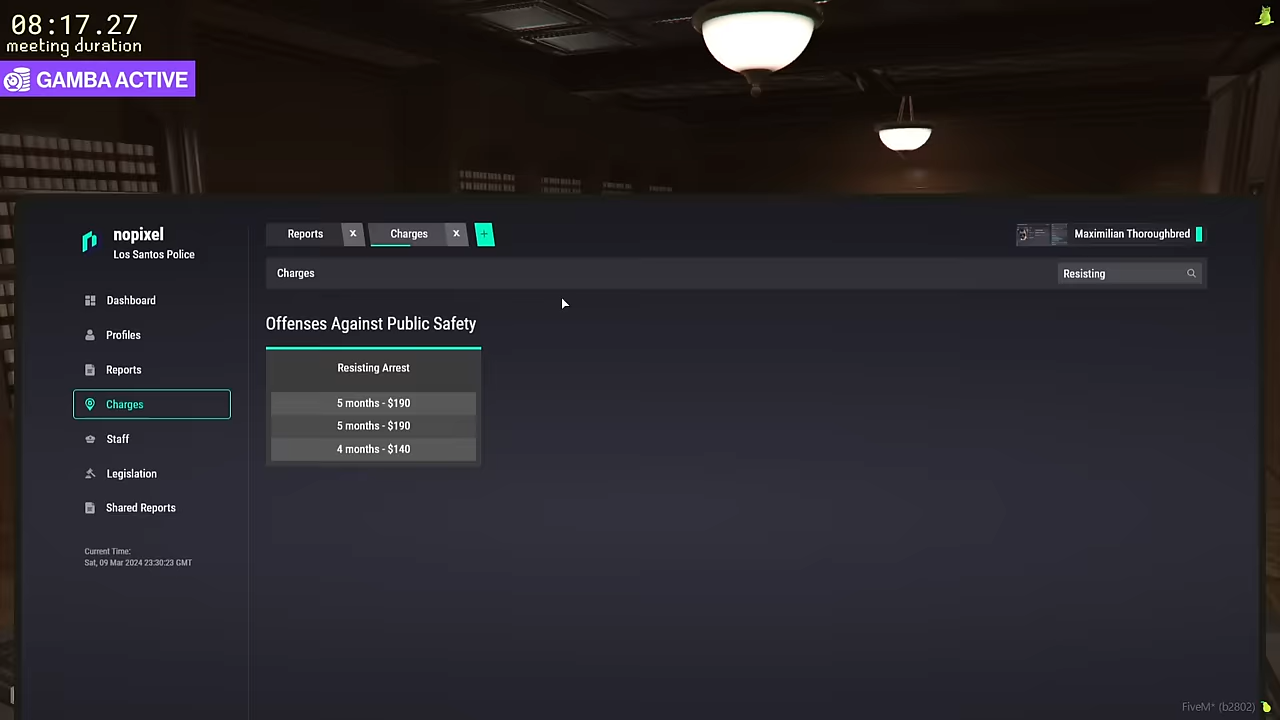 08:17.27
meeting duration
GAMBA ACTIVE
nopixel
Los Santos Police
Reports x Charges x +
Maximilian Thoroughbred
Charges
Resisting
Dashboard
Profiles
Reports
Charges
Staff
Legislation
Shared Reports
Current Time:
Sat, 09 Mar 2024 23:30:23 GMT
Offenses Against Public Safety
Resisting Arrest
5 months - $190
5 months - $190
4 months - $140
FiveM* (b2802)